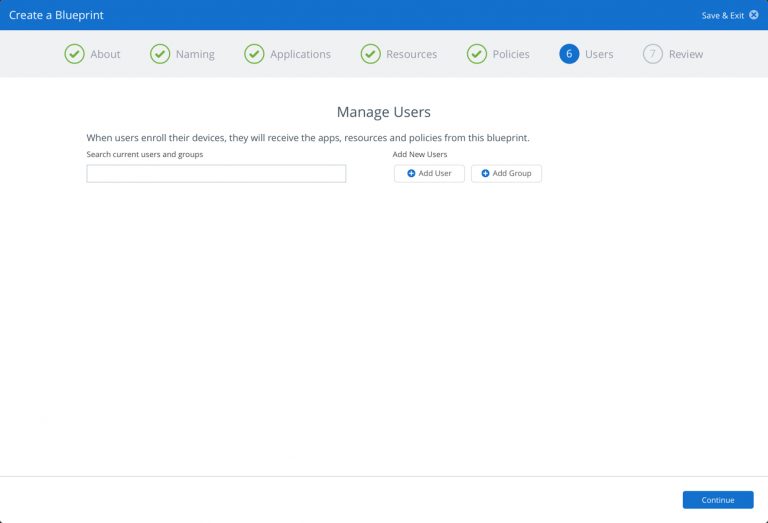 Create a Blueprint
Save & Exit
About
Naming
Applications
Resources
Policies
6 Users
7 Review
Manage Users
When users enroll their devices, they will receive the apps, resources and policies from this blueprint.
Search current users and groups
Add New Users
Add User
Add Group
Continue